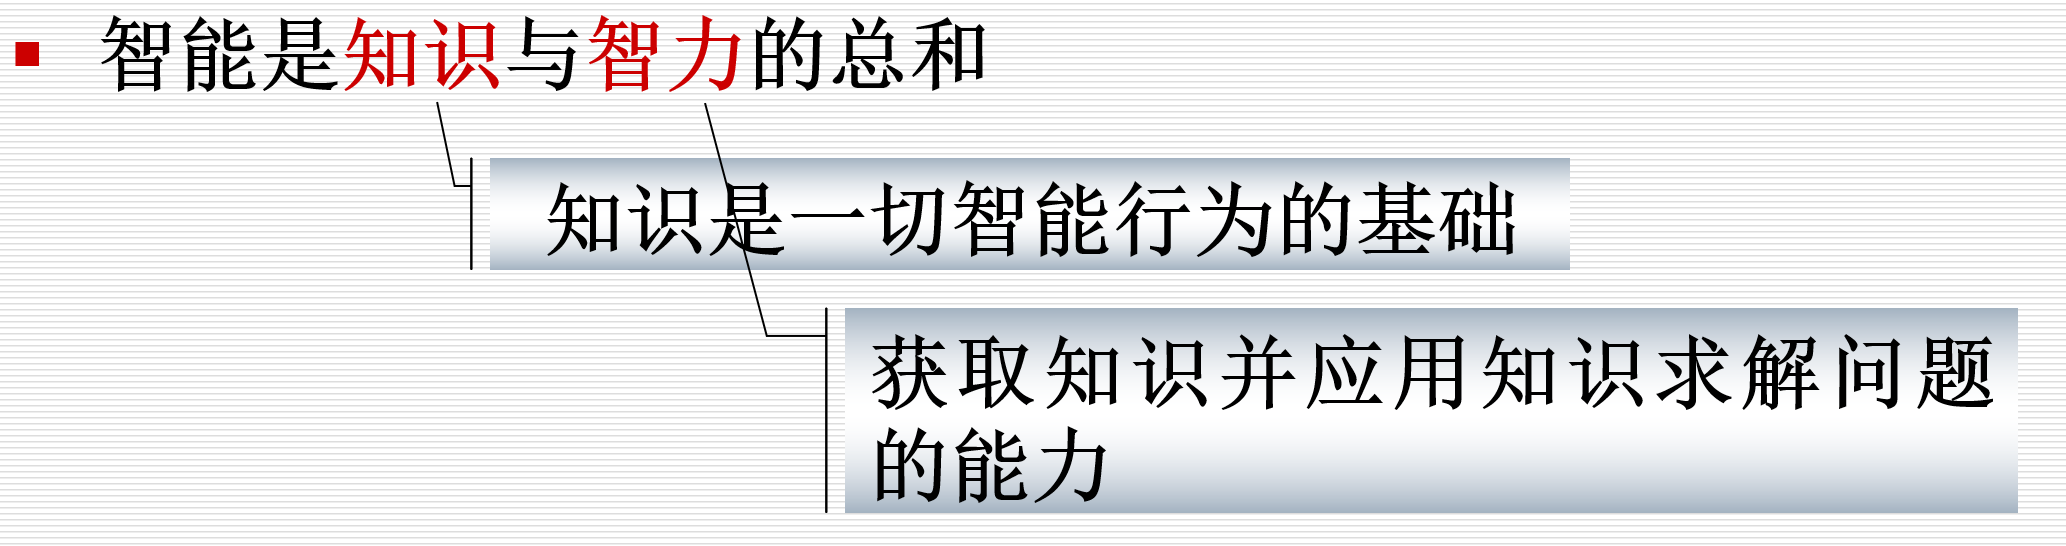 智能是知识与智力的总和
知识是一切智能行为的基础
获取知识并应用知识求解问题
的能力